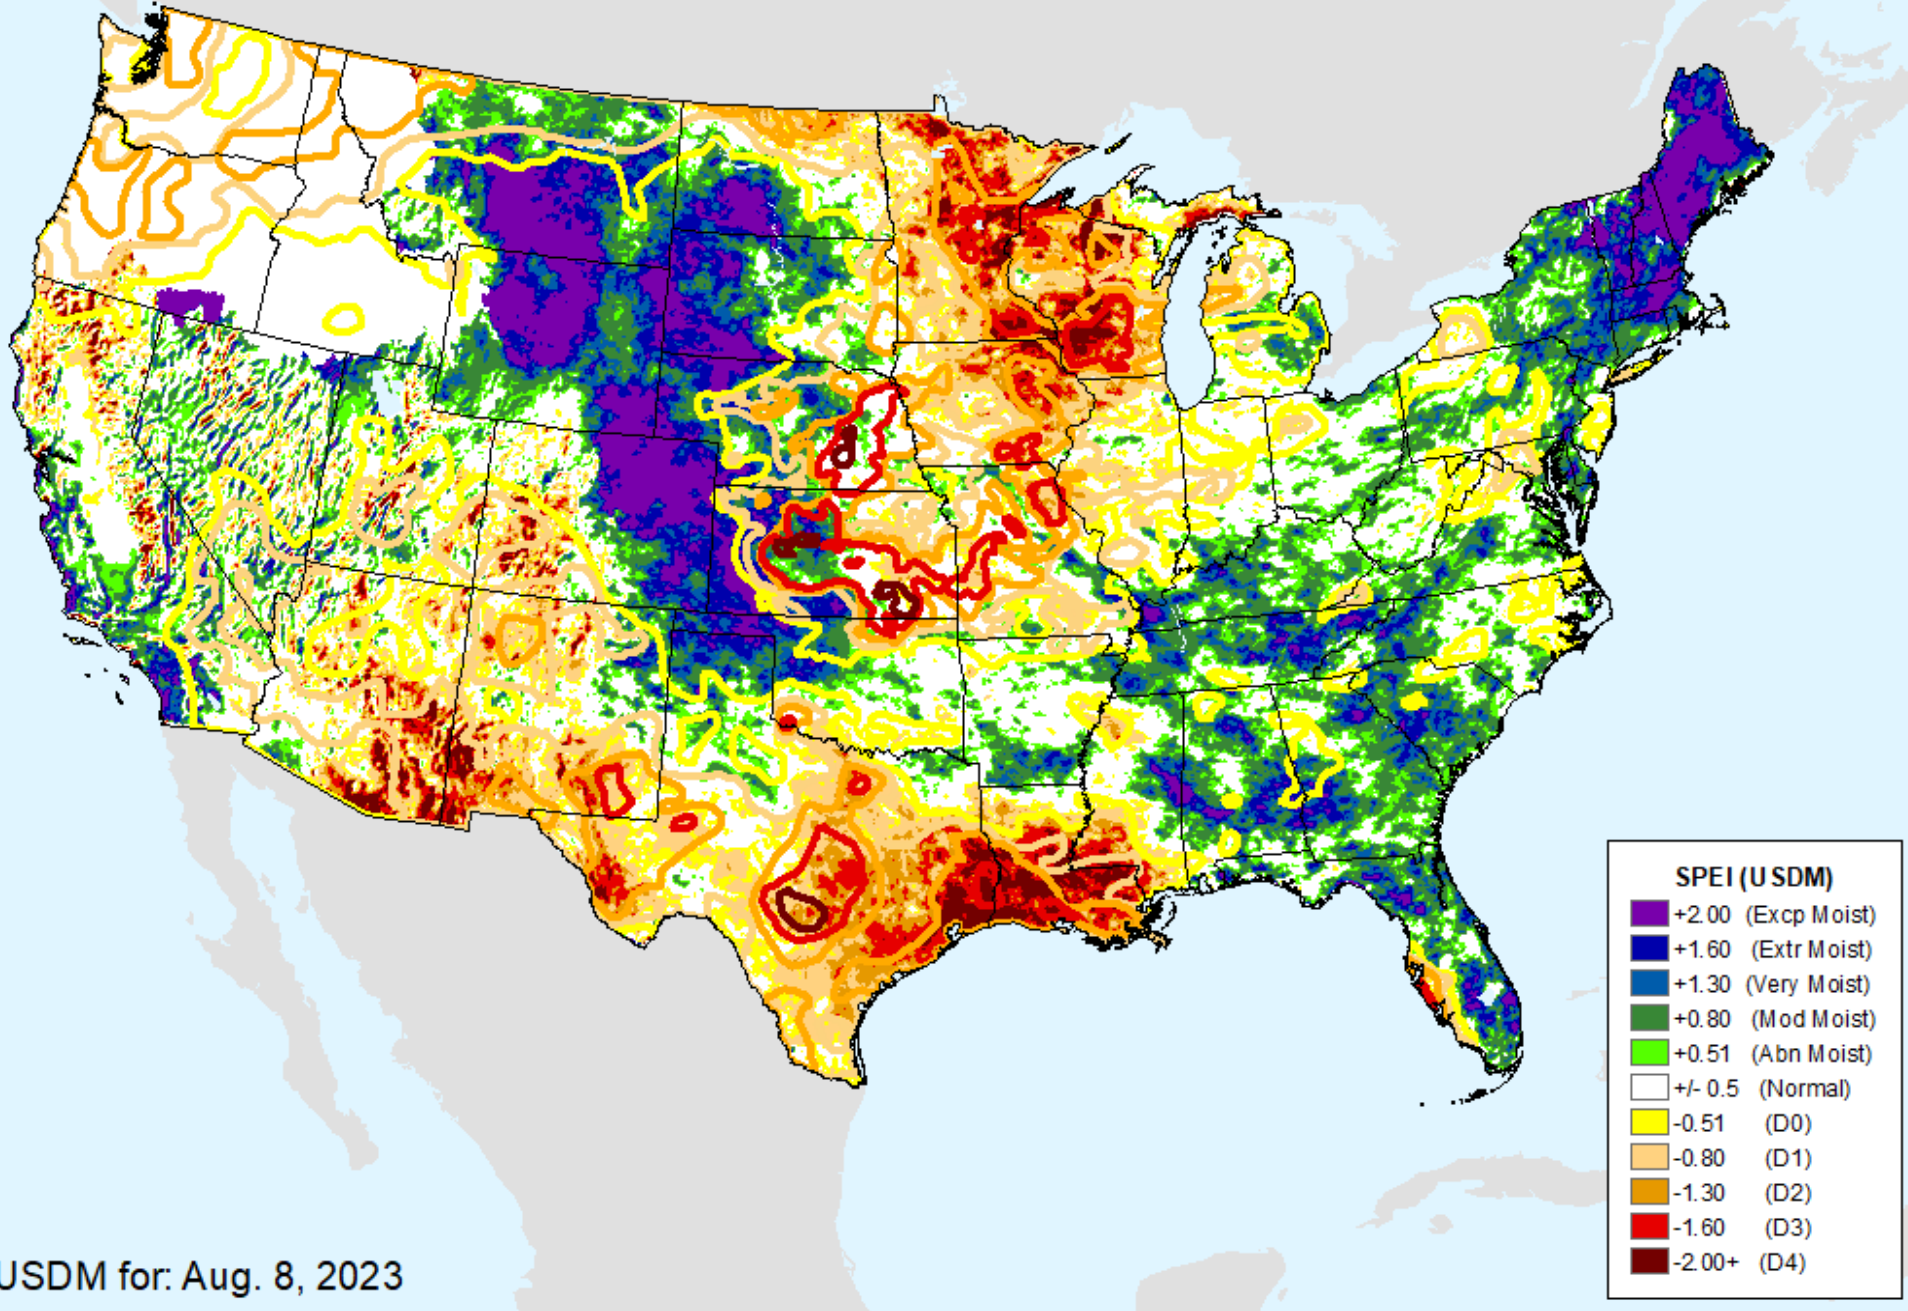 SPEI (USDM)
+2.00 (Excp Moist)
+1.60 (Extr Moist)
+1.30 (Very Moist)
+0.80 (Mod Moist)
+0.51 (Abn Moist)
+/- 0.5 (Normal)
-0.51 (D0)
-0.80 (D1)
-1.30 (D2)
-1.60 (D3)
-2.00+ (D4)
USDM for: Aug. 8, 2023